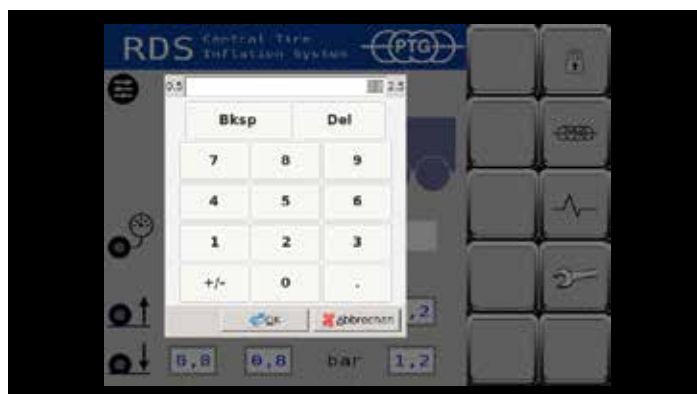 RDS Central Tire
Inflation System
PTG
0.5 2.5
Bksp Del
7 8 9
4 5 6
1 2 3
+/- 0 .
OK Abbrechen
,2
0,8 0,8 bar 1,2